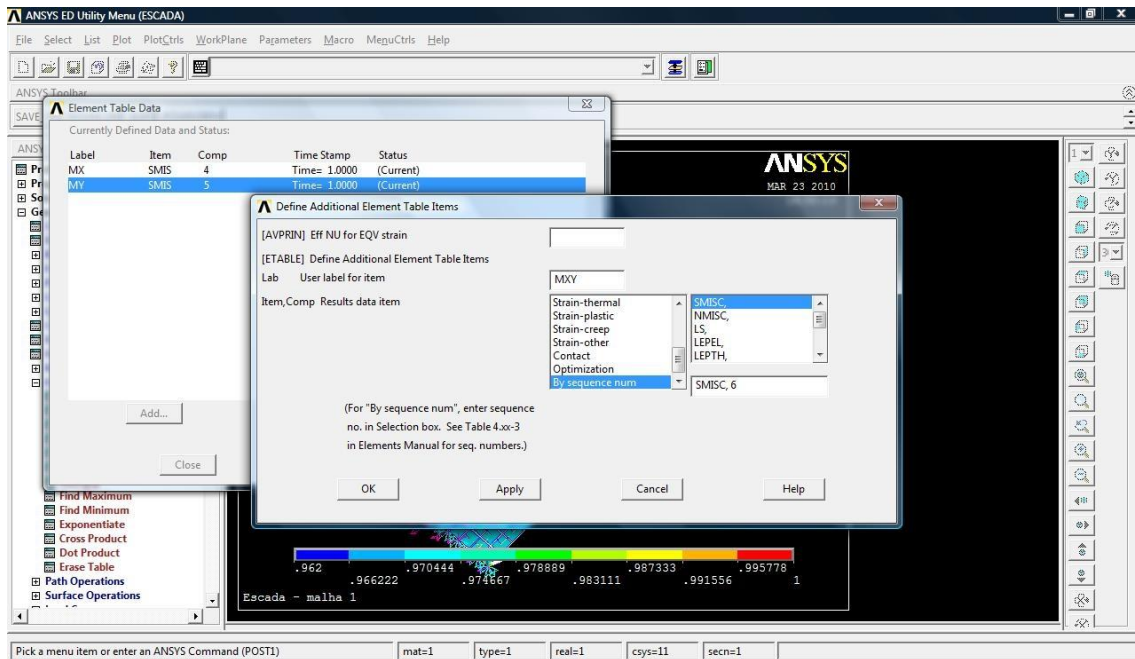 ANSYS ED Utility Menu (ESCADA)
File Select List Plot PlotCtrls WorkPlane Parameters Macro MenuCtrls Help
ANSYS Toolbar
SAVE
Element Table Data
Currently Defined Data and Status:
Label Item Comp Time Stamp Status
MX SMIS 4 Time= 1.0000 (Current)
MY SMIS 5 Time= 1.0000 (Current)
Add...
Close
ANSYS
MAR 23 2010
Define Additional Element Table Items
[AVPRIN] Eff NU for EQV strain
[ETABLE] Define Additional Element Table Items
Lab User label for item MXY
Item,Comp Results data item
Strain-thermal
Strain-plastic
Strain-creep
Strain-other
Contact
Optimization
By sequence num
SMISC,
NMISC,
LS,
LEPEL,
LEPTH,
SMISC, 6
(For "By sequence num", enter sequence
no. in Selection box. See Table 4.xx-3
in Elements Manual for seq. numbers.)
OK Apply Cancel Help
Find Maximum
Find Minimum
Exponentiate
Cross Product
Dot Product
Erase Table
Path Operations
Surface Operations
.962 .970444 .978889 .987333 .995778
.966222 .974667 .983111 .991556 1
Escada - malha 1
1
3
Pick a menu item or enter an ANSYS Command (POST1) mat=1 type=1 real=1 csys=11 secn=1